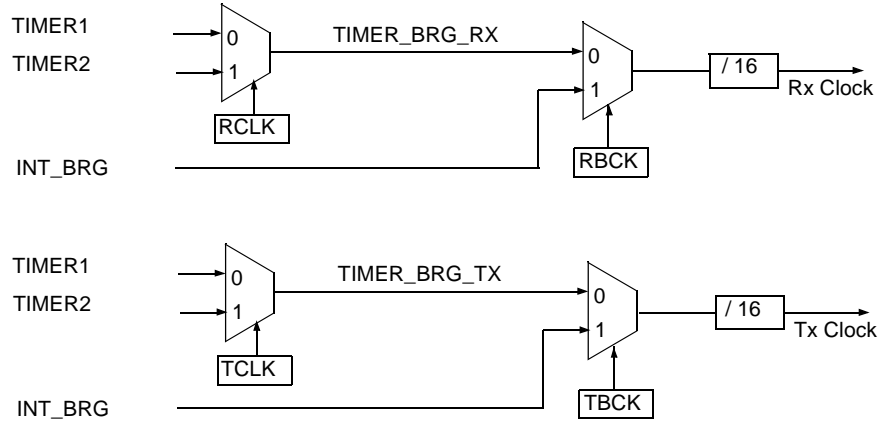 TIMER1
0
TIMER_BRG_RX
0
TIMER2
1
/ 16
1
Rx Clock
RCLK
INT_BRG
RBCK
TIMER1
0
TIMER_BRG_TX
0
TIMER2
1
/ 16
1
Tx Clock
TCLK
INT_BRG
TBCK